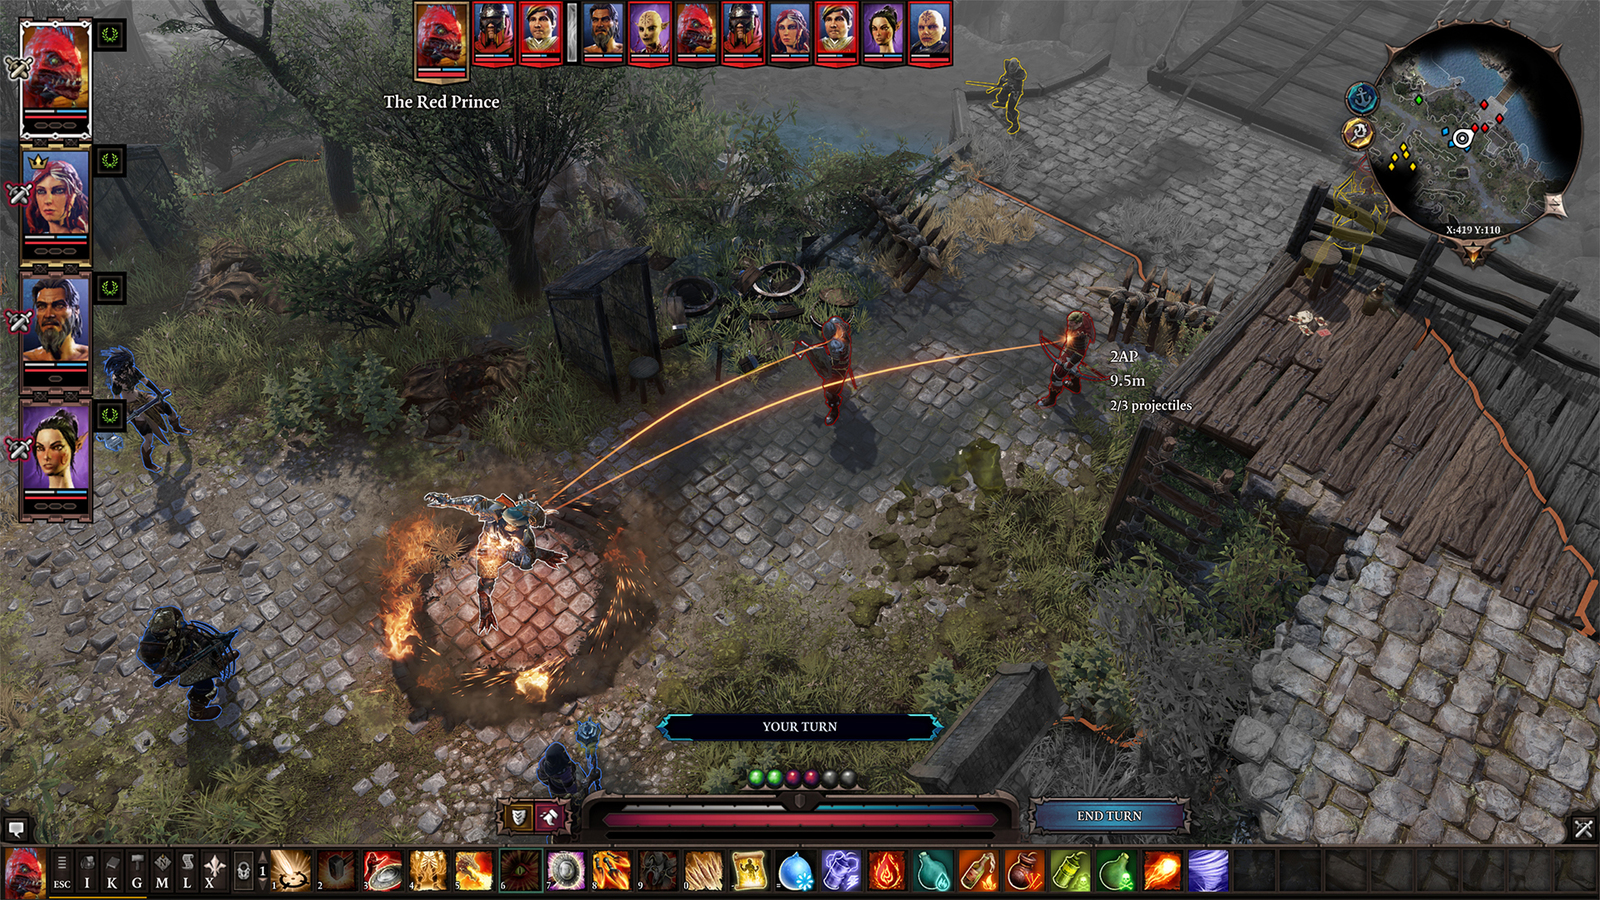 The Red Prince
X:419 Y:110
2AP
9.5m
2/3 projectiles
YOUR TURN
END TURN
ESC I K G M L X 1
1 2 3 4 5 6 7 8 9 0 - =